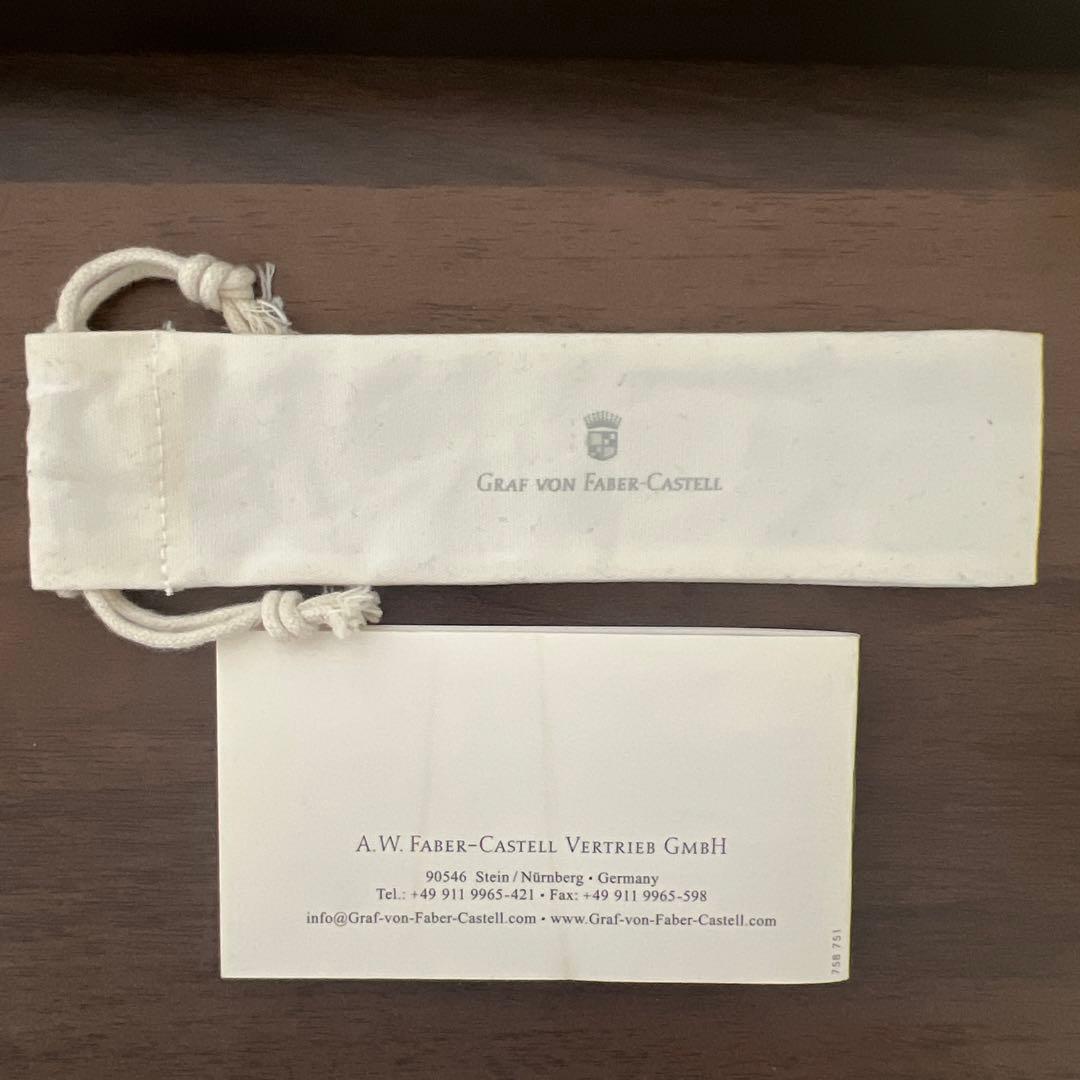 GRAF VON FABER-CASTELL
A.W. FABER-CASTELL VERTRIEB GMBH
90546 Stein / Nürnberg • Germany
Tel.: +49 911 9965-421 • Fax: +49 911 9965-598
info@Graf-von-Faber-Castell.com • www.Graf-von-Faber-Castell.com
758 751